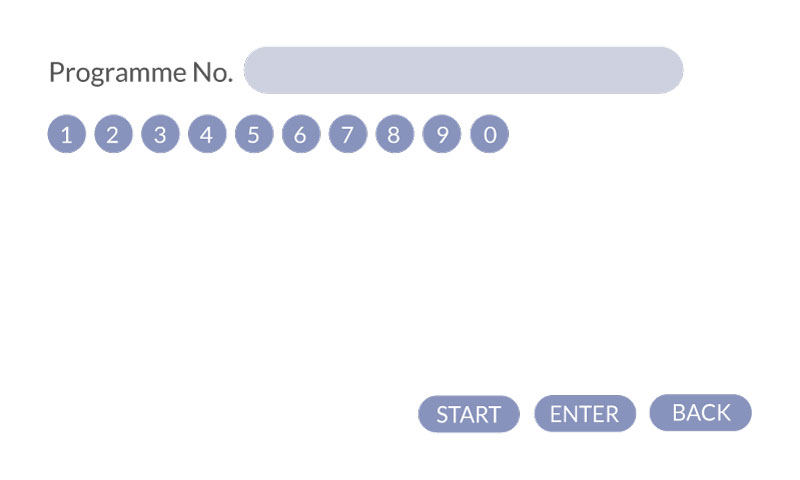 Programme No.
1 2 3 4 5 6 7 8 9 0
START ENTER BACK